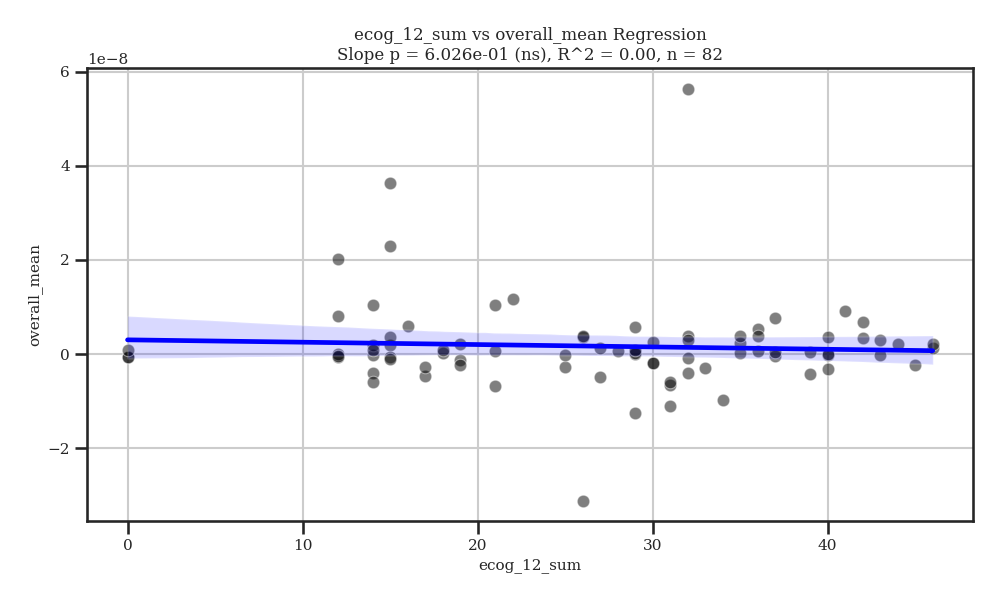 ecog_12_sum vs overall_mean Regression
Slope p = 6.026e-01 (ns), R^2 = 0.00, n = 82
1e−8
6
4
2
0
−2
overall_mean
0 10 20 30 40
ecog_12_sum